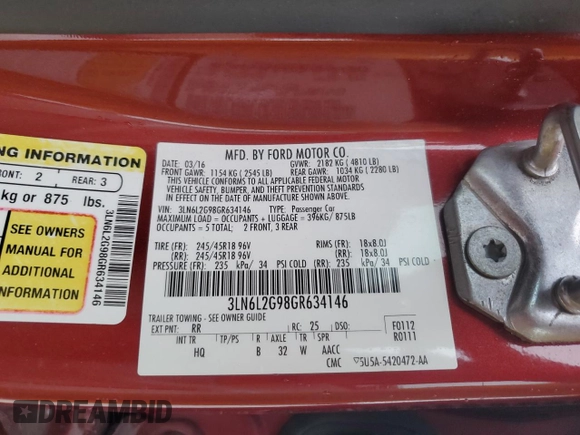 NG INFORMATION
RONT: 2 REAR: 3
kg or 875 lbs.
SEE OWNERS
MANUAL FOR
ADDITIONAL
INFORMATION
3LN6L2G98GR634146
MFD. BY FORD MOTOR CO.
DATE: 03/16 GVWR: 2182 KG ( 4810 LB)
FRONT GAWR: 1154 KG ( 2545 LB) REAR GAWR: 1034 KG ( 2280 LB)
THIS VEHICLE CONFORMS TO ALL APPLICABLE FEDERAL MOTOR
VEHICLE SAFETY, BUMPER, AND THEFT PREVENTION STANDARDS
IN EFFECT ON THE DATE OF MANUFACTURE SHOWN ABOVE.
VIN: 3LN6L2G98GR634146 TYPE: Passenger Car
MAXIMUM LOAD = OCCUPANTS + LUGGAGE = 396KG/ 875LB
OCCUPANTS = 5 TOTAL: 2 FRONT, 3 REAR
TIRE (FR): 245/45R18 96V RIMS (FR): 18x8.0J
(RR): 245/45R18 96V (RR): 18x8.0J
PRESSURE (FR): 235 kPa/ 34 PSI COLD (RR): 235 kPa/ 34 PSI COLD
3LN6L2G98GR634146
TRAILER TOWING - SEE OWNER GUIDE
EXT PNT: RR RC: 25 DSO: F0112
INT TR TP/PS R AXLE TR SPR R0111
HQ B 32 W AACC
CMC 5U5A-5420472-AA
DREAMBID